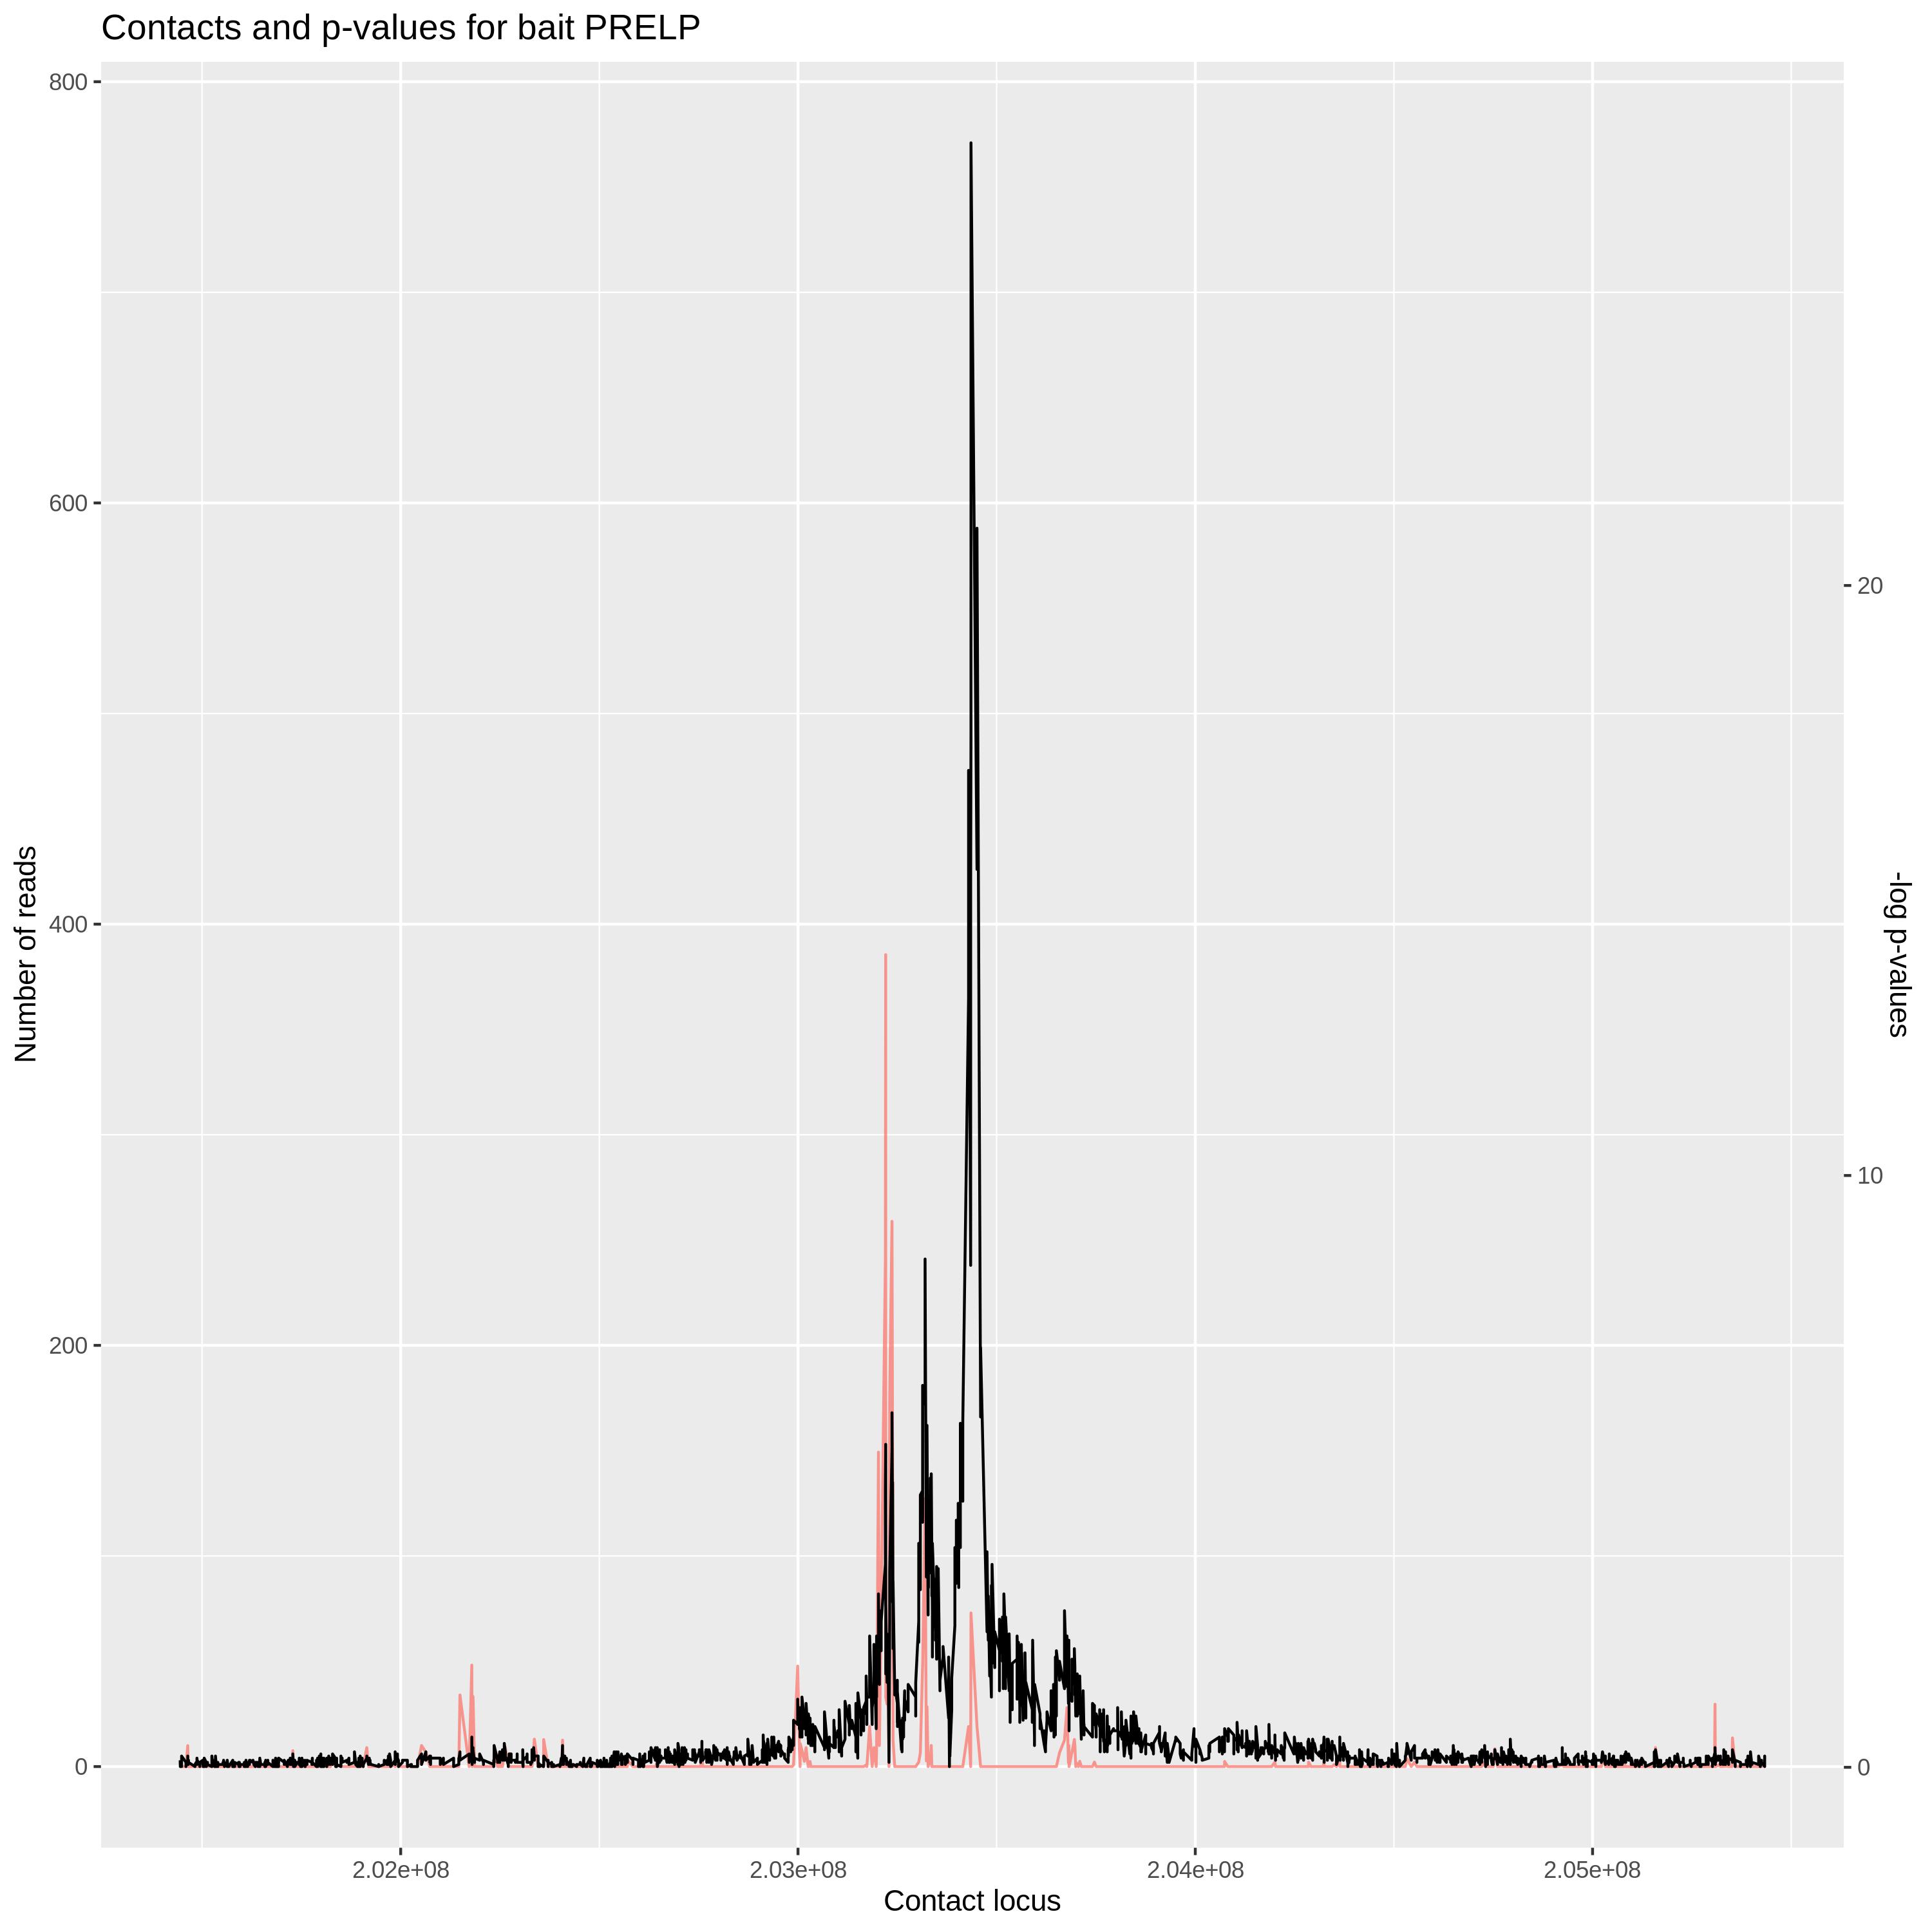 Contacts and p-values for bait PRELP
800
600
400
200
0
Number of reads
20
10
0
-log p-values
2.02e+08
2.03e+08
2.04e+08
2.05e+08
Contact locus